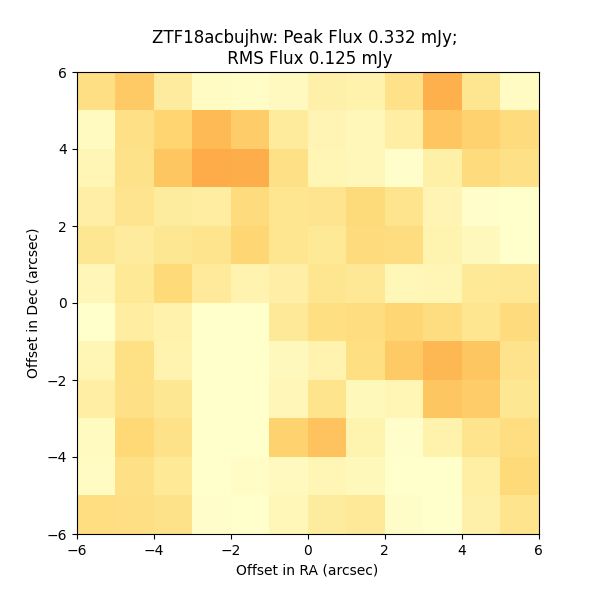 ZTF18acbujhw: Peak Flux 0.332 mJy;
RMS Flux 0.125 mJy
6
4
2
0
−2
−4
−6
Offset in Dec (arcsec)
−6 −4 −2 0 2 4 6
Offset in RA (arcsec)